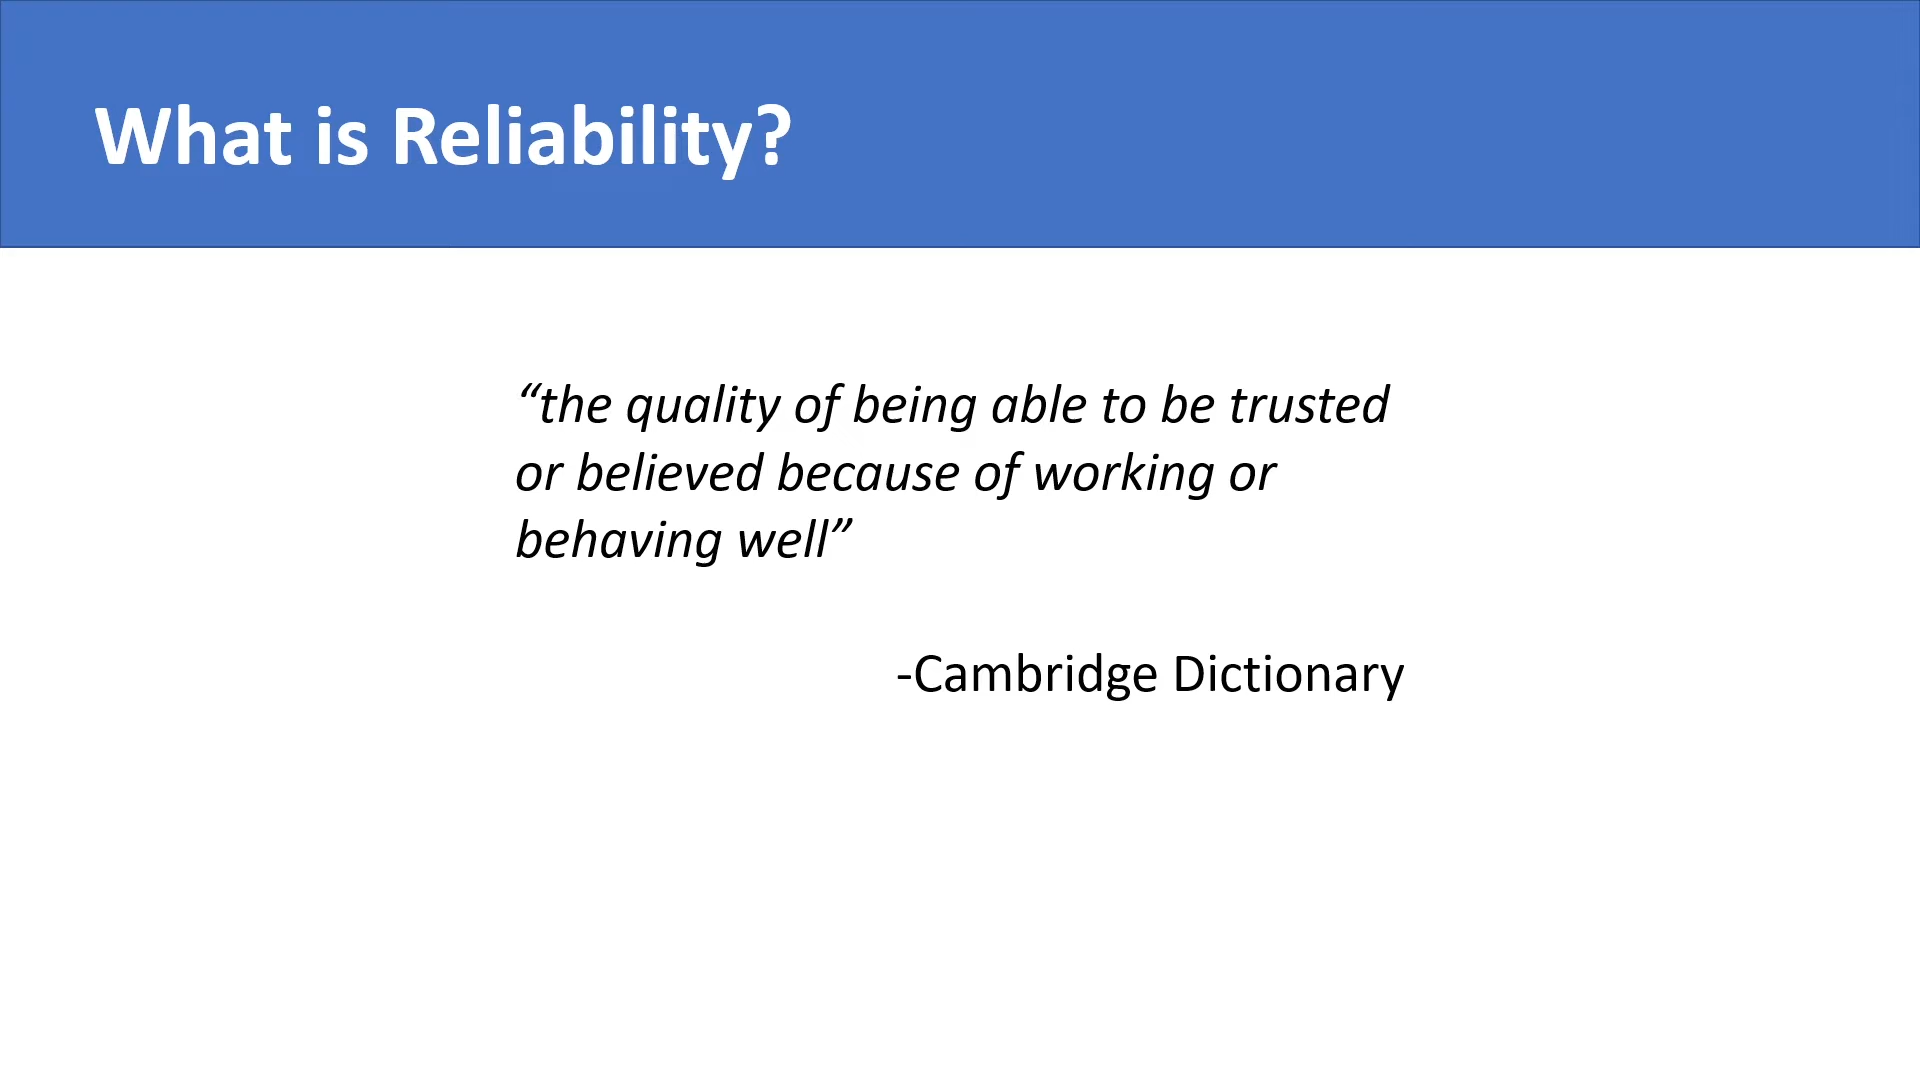 What is Reliability?
“the quality of being able to be trusted
or believed because of working or
behaving well”
-Cambridge Dictionary